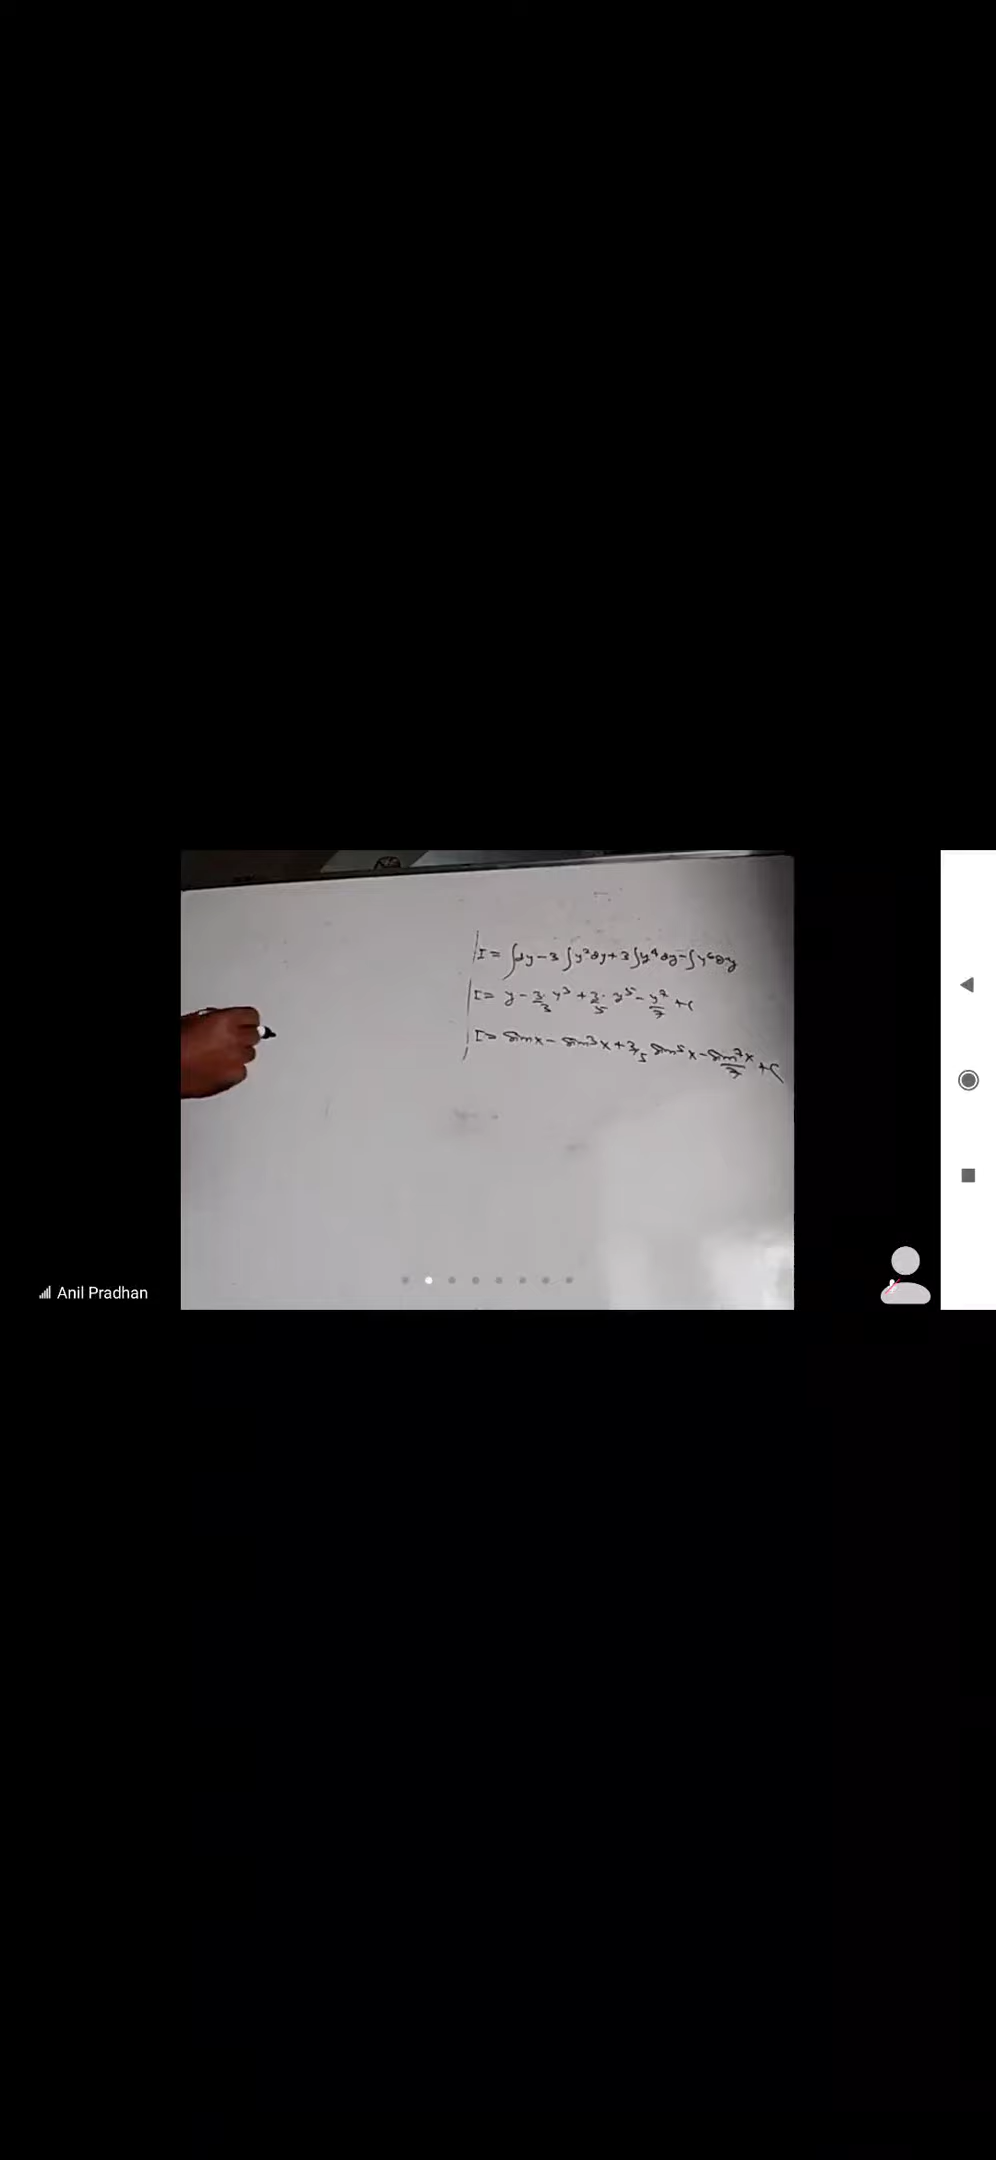 I = ∫dy - 3 ∫y²dy + 3 ∫y⁴dy - ∫y⁶dy
I = y - 3/3 y³ + 3/5 y⁵ - y⁷/7 + c
I = sinx - sin³x + 3/5 sin⁵x - sin⁷x/7 + c
Anil Pradhan